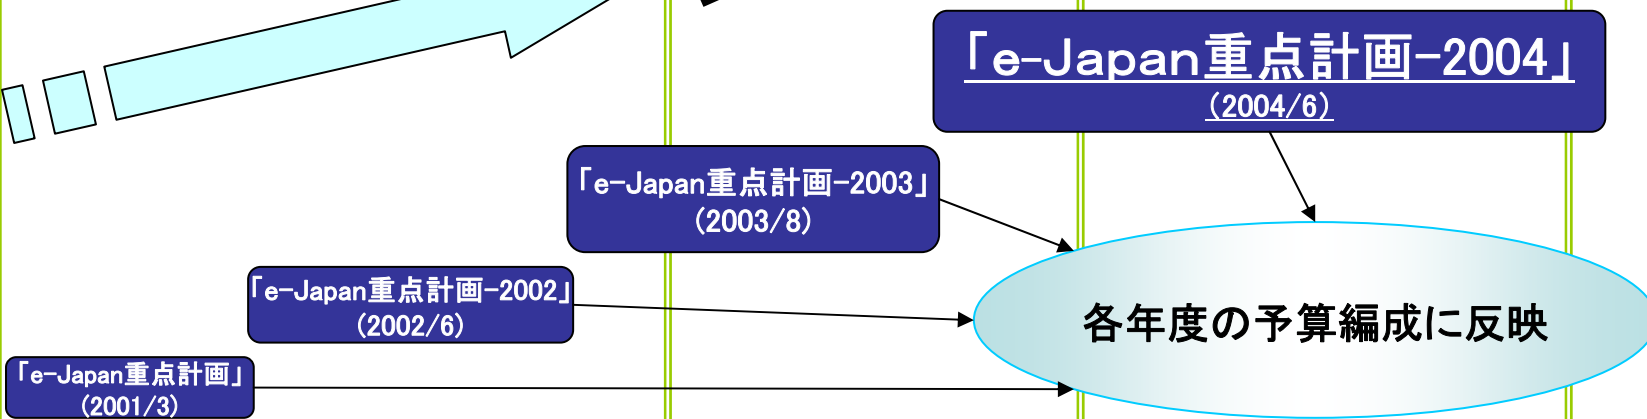 「e-Japan重点計画-2004」
(2004/6)
「e-Japan重点計画-2003」
(2003/8)
「e-Japan重点計画-2002」
(2002/6)
各年度の予算編成に反映
「e-Japan重点計画」
(2001/3)